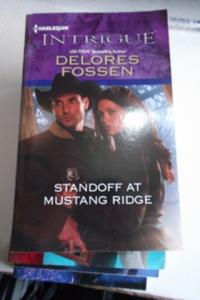 HARLEQUIN
INTRIGUE
USA TODAY Bestselling Author
DELORES
FOSSEN
STANDOFF AT
MUSTANG RIDGE